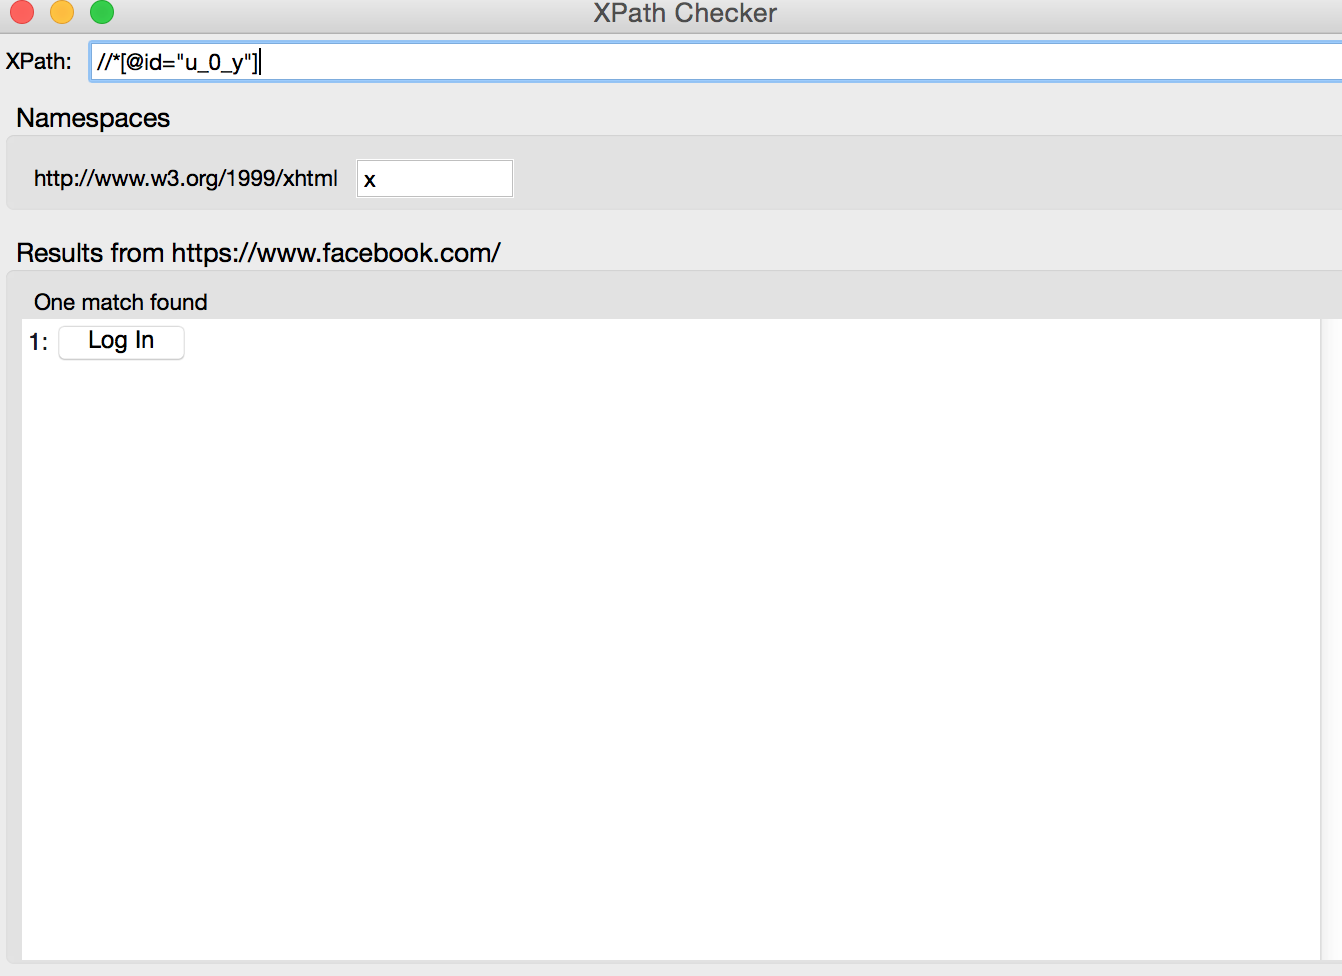 XPath Checker
XPath: //*[@id="u_0_y"]
Namespaces
http://www.w3.org/1999/xhtml x
Results from https://www.facebook.com/
One match found
1: Log In